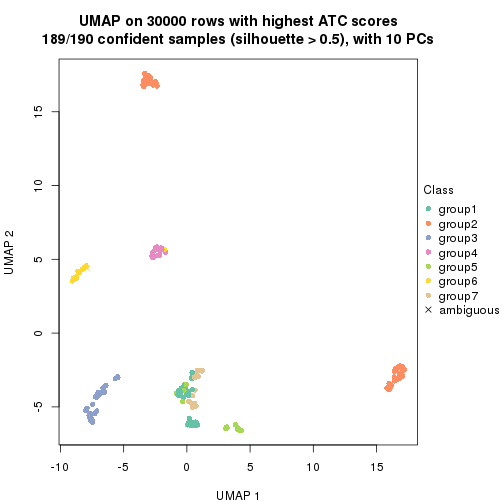 UMAP on 30000 rows with highest ATC scores
189/190 confident samples (silhouette > 0.5), with 10 PCs
UMAP 2
15
10
5
0
-5
-10
-5
0
5
10
15
UMAP 1
Class
group1
group2
group3
group4
group5
group6
group7
ambiguous